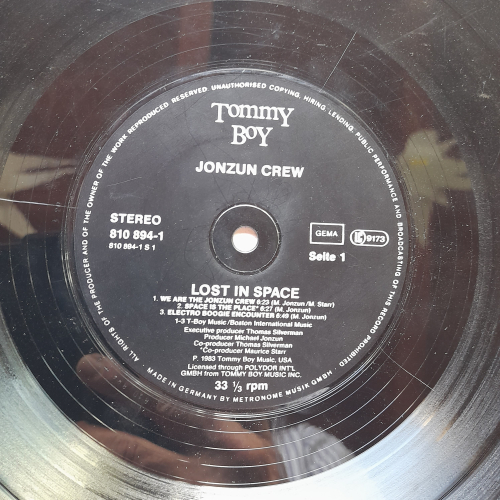 ALL RIGHTS OF THE PRODUCER AND OF THE OWNER OF THE WORK REPRODUCED RESERVED. UNAUTHORISED COPYING, HIRING, LENDING, PUBLIC PERFORMANCE AND BROADCASTING OF THIS RECORD PROHIBITED
Tommy
Boy
JONZUN CREW
STEREO
810 894-1
810 894-1 S 1
GEMA
LC 9173
Seite 1
LOST IN SPACE
1. WE ARE THE JONZUN CREW 6:23 (M. Jonzun/M. Starr)
2. SPACE IS THE PLACE* 6:27 (M. Jonzun)
3. ELECTRO BOOGIE ENCOUNTER 6:49 (M. Jonzun)
1-3 T-Boy Music/Boston International Music
Executive producer Thomas Silverman
Producer Michael Jonzun
Co-producer Thomas Silverman
*Co-producer Maurice Starr
℗ 1983 Tommy Boy Music, USA
Licensed through POLYDOR INT'L
GMBH from TOMMY BOY MUSIC INC.
33 ⅓ rpm
MADE IN GERMANY BY METRONOME MUSIK GMBH